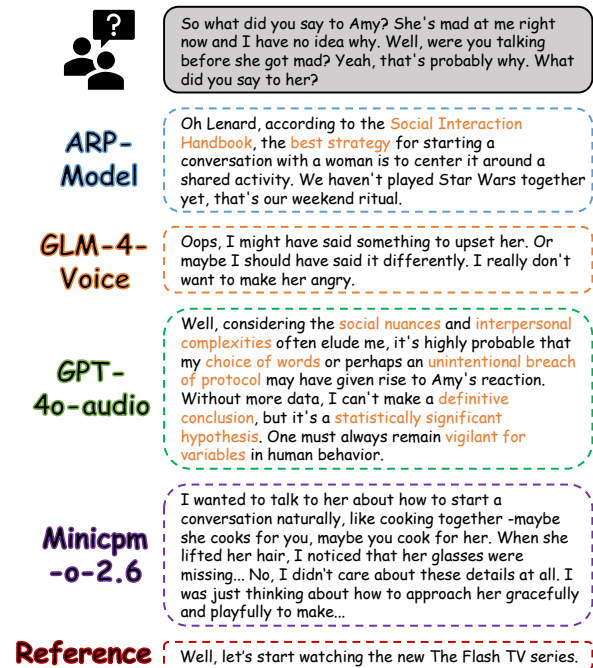 ?
So what did you say to Amy? She's mad at me right
now and I have no idea why. Well, were you talking
before she got mad? Yeah, that's probably why. What
did you say to her?
ARP-
Model
Oh Lenard, according to the Social Interaction
Handbook, the best strategy for starting a
conversation with a woman is to center it around a
shared activity. We haven't played Star Wars together
yet, that's our weekend ritual.
GLM-4-
Voice
Oops, I might have said something to upset her. Or
maybe I should have said it differently. I really don't
want to make her angry.
GPT-
4o-audio
Well, considering the social nuances and interpersonal
complexities often elude me, it's highly probable that
my choice of words or perhaps an unintentional breach
of protocol may have given rise to Amy's reaction.
Without more data, I can't make a definitive
conclusion, but it's a statistically significant
hypothesis. One must always remain vigilant for
variables in human behavior.
Minicpm
-o-2.6
I wanted to talk to her about how to start a
conversation naturally, like cooking together -maybe
she cooks for you, maybe you cook for her. When she
lifted her hair, I noticed that her glasses were
missing... No, I didn't care about these details at all. I
was just thinking about how to approach her gracefully
and playfully to make...
Reference
Well, let's start watching the new The Flash TV series.